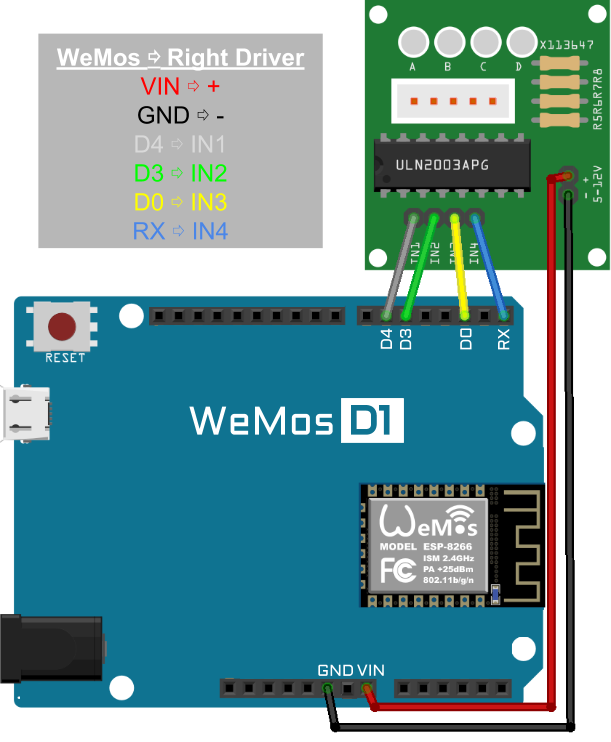 WeMos ⇨ Right Driver
VIN ⇨ +
GND ⇨ -
D4 ⇨ IN1
D3 ⇨ IN2
D0 ⇨ IN3
RX ⇨ IN4
X113647
A B C D
R5R6R7R8
ULN2003APG
+
-
5-12V
IN1 IN2 IN3 IN4
D4 D3 D0 RX
RESET
WeMos D1
WeMos
MODEL ESP-8266
ISM 2.4GHz
PA +25dBm
802.11b/g/n
FC
GND VIN